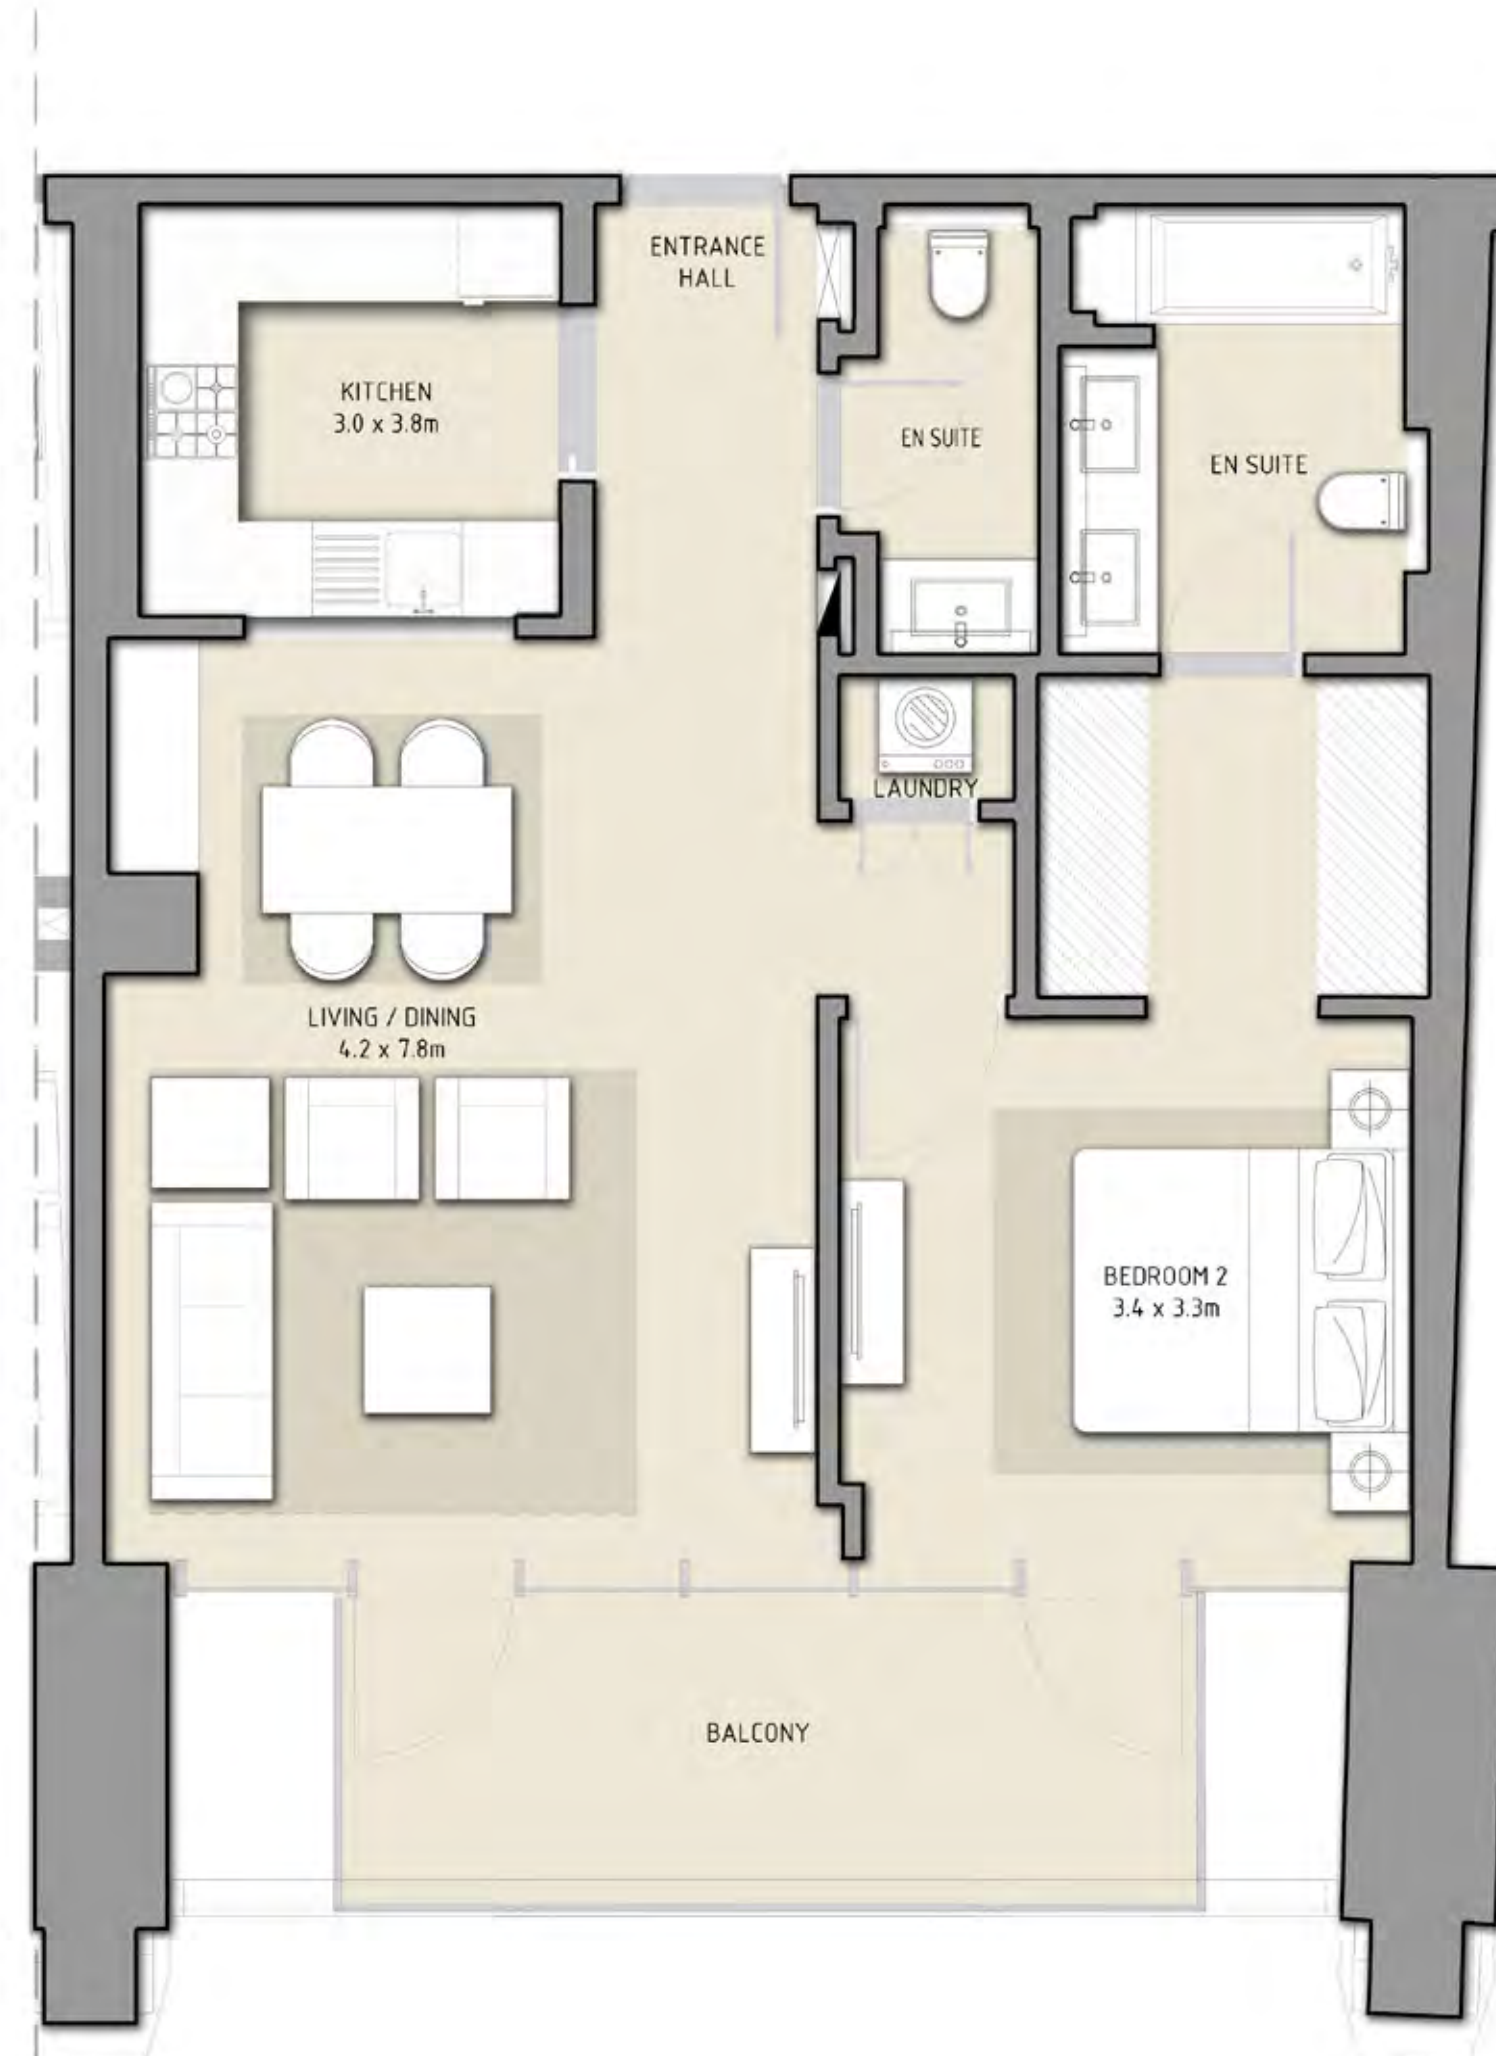 ENTRANCE
HALL
KITCHEN
3.0 x 3.8m
EN SUITE
EN SUITE
LAUNDRY
LIVING / DINING
4.2 x 7.8m
BEDROOM 2
3.4 x 3.3m
BALCONY